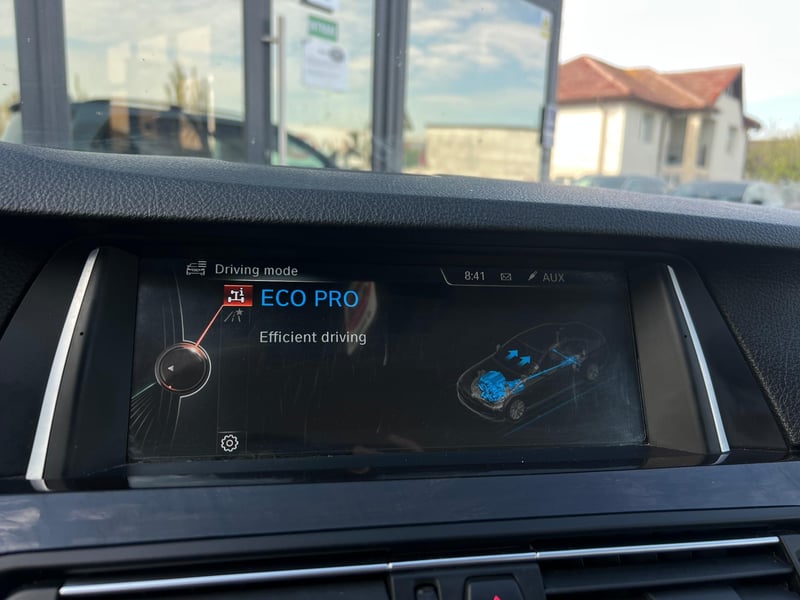 Driving mode
8:41 AUX
ECO PRO
Efficient driving